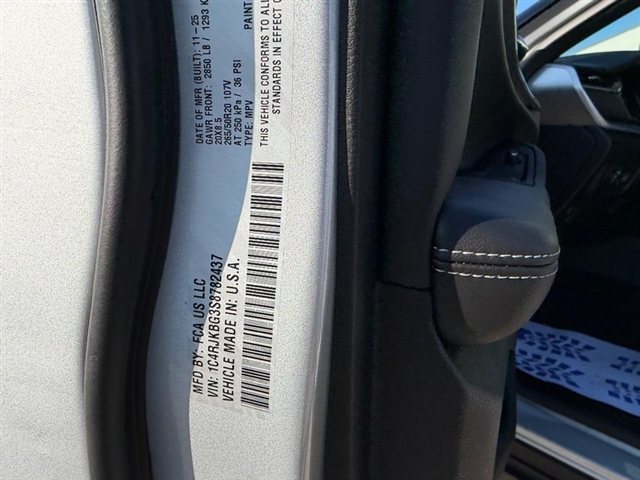 MFD BY: FCA US LLC
VIN: 1C4RJKBG3S8782437
VEHICLE MADE IN: U.S.A.
DATE OF MFR (BUILT): 11-25
GAWR FRONT: 2850 LB / 1293 K
20X8.5
265/50R20 107V
AT 250 kPa / 36 PSI
TYPE: MPV
PAINT
THIS VEHICLE CONFORMS TO ALL
STANDARDS IN EFFECT O